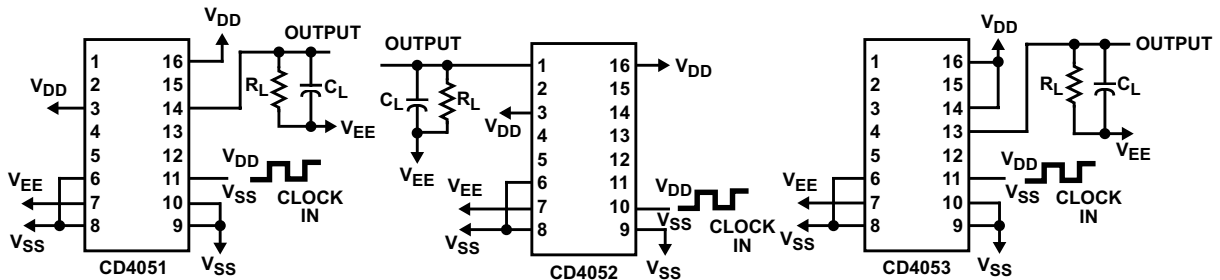 VDD
OUTPUT
1 16
2 15
VDD 3 14
4 13
5 12
6 11
VEE 7 10
VSS 8 9
RL CL
VEE
VDD
VSS
CLOCK
IN
VSS
CD4051
OUTPUT
1 16 VDD
2 15
VDD 3 14
4 13
5 12
6 11
VEE 7 10
VSS 8 9
CL RL
VEE
VDD
VSS
CLOCK
IN
VSS
CD4052
VDD
OUTPUT
1 16
2 15
3 14
4 13
5 12
6 11
VEE 7 10
VSS 8 9
RL CL
VEE
VDD
VSS
CLOCK
IN
VSS
CD4053